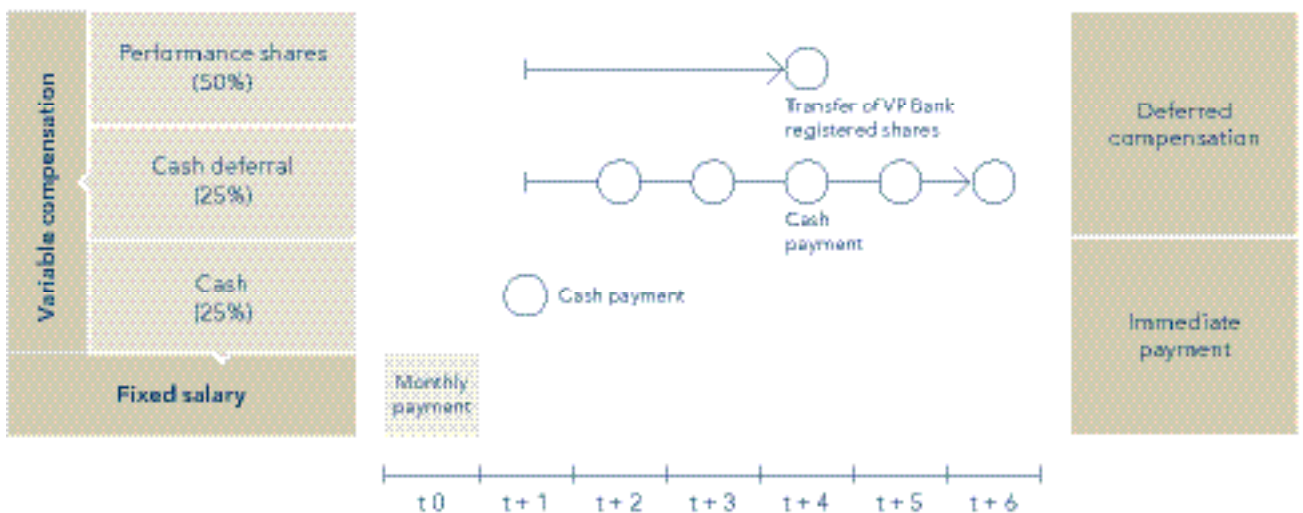 Variable compensation
Performance shares
(50%)
Cash deferral
(25%)
Cash
(25%)
Fixed salary
Transfer of VP Bank
registered shares
Cash
payment
Cash payment
Monthly
payment
Deferred
compensation
Immediate
payment
t 0
t + 1
t + 2
t + 3
t + 4
t + 5
t + 6